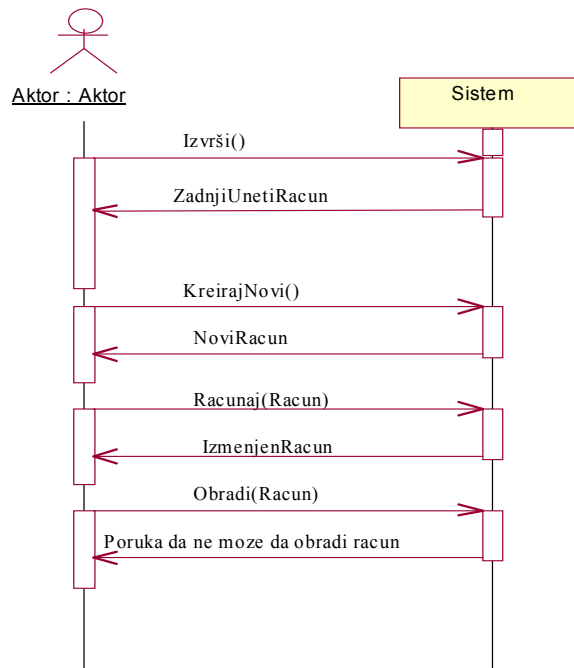 Aktor : Aktor
Sistem
Izvrši()
ZadnjiUnetiRacun
KreirajNovi()
NoviRacun
Racunaj(Racun)
IzmenjenRacun
Obradi(Racun)
Poruka da ne moze da obradi racun